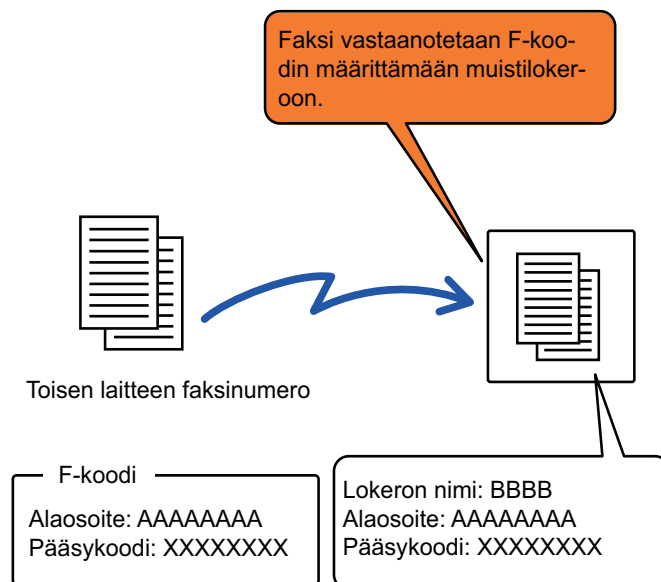 Faksi vastaanotetaan F-koo-
din määrittämään muistiloker-
oon.
Toisen laitteen faksinumero
F-koodi
Alaosoite: AAAAAAAA
Pääsykoodi: XXXXXXXX
Lokeron nimi: BBBB
Alaosoite: AAAAAAAA
Pääsykoodi: XXXXXXXX